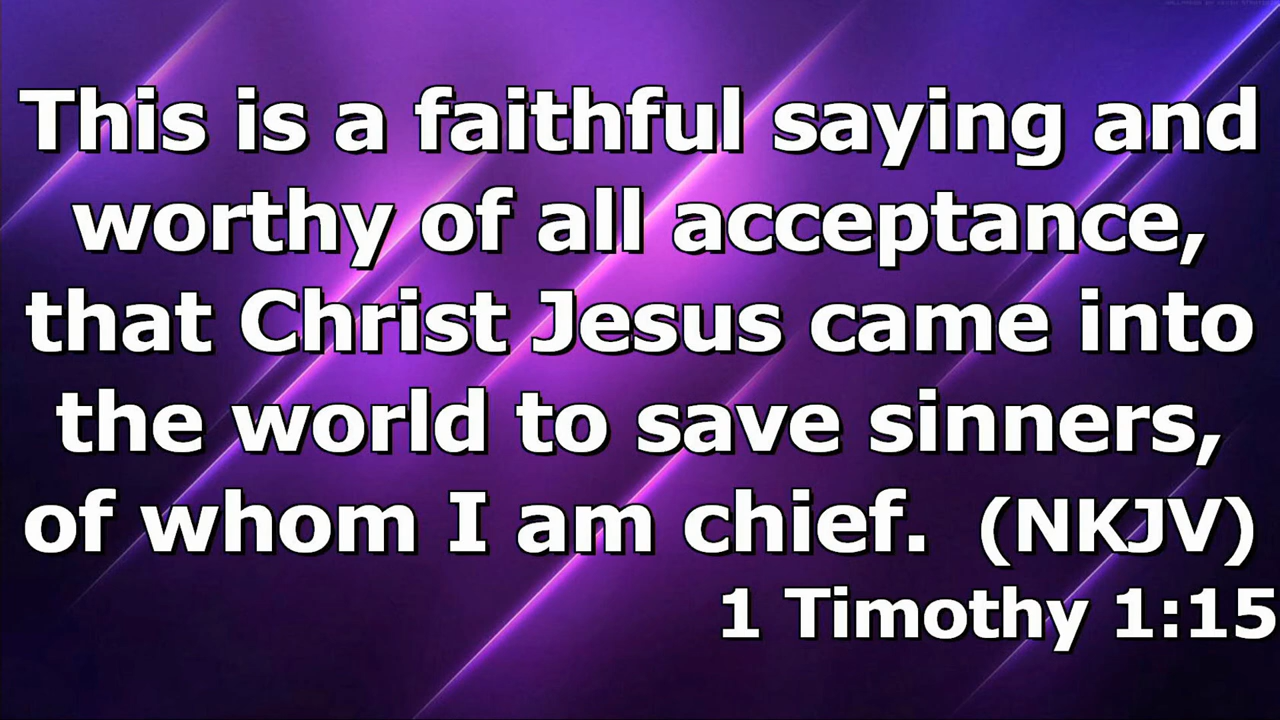 This is a faithful saying and
worthy of all acceptance,
that Christ Jesus came into
the world to save sinners,
of whom I am chief. (NKJV)
1 Timothy 1:15